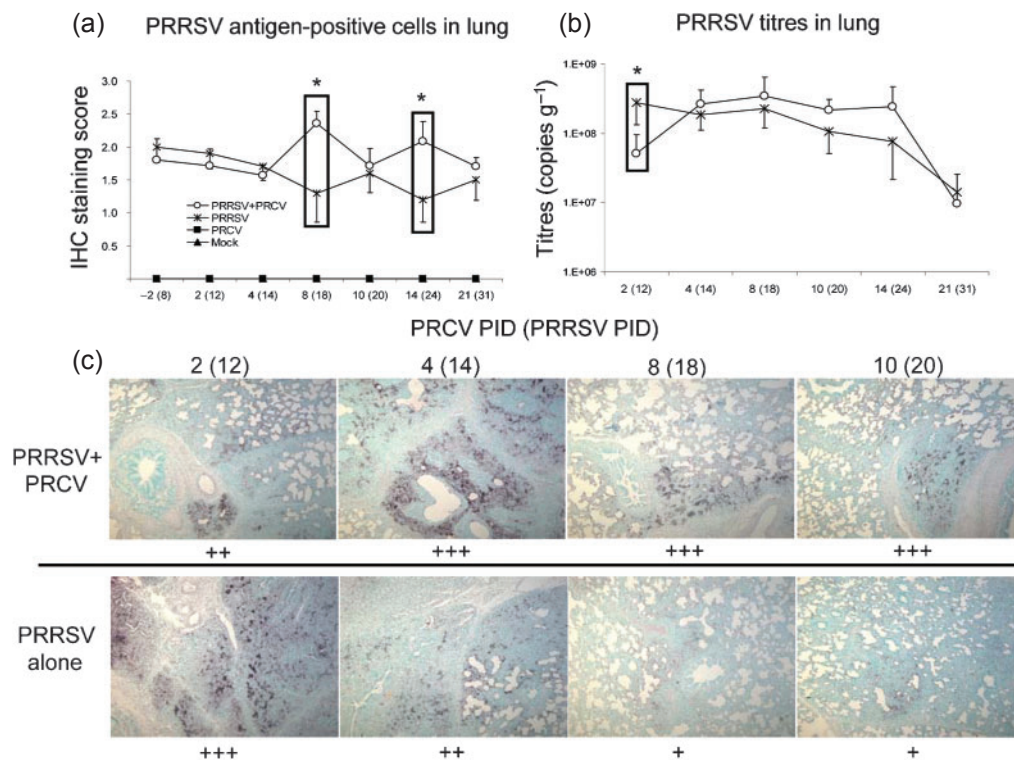 (a) PRRSV antigen-positive cells in lung
IHC staining score
3.0
*
*
2.5
2.0
1.5
1.0
0.5
PRRSV+PRCV
PRRSV
PRCV
Mock
–2 (8) 2 (12) 4 (14) 8 (18) 10 (20) 14 (24) 21 (31)
(b) PRRSV titres in lung
Titres (copies g⁻¹)
1.E+09
*
1.E+08
1.E+07
1.E+06
2 (12) 4 (14) 8 (18) 10 (20) 14 (24) 21 (31)
PRCV PID (PRRSV PID)
(c) 2 (12) 4 (14) 8 (18) 10 (20)
PRRSV+
PRCV
++ +++ +++ +++
PRRSV
alone
+++ ++ + +